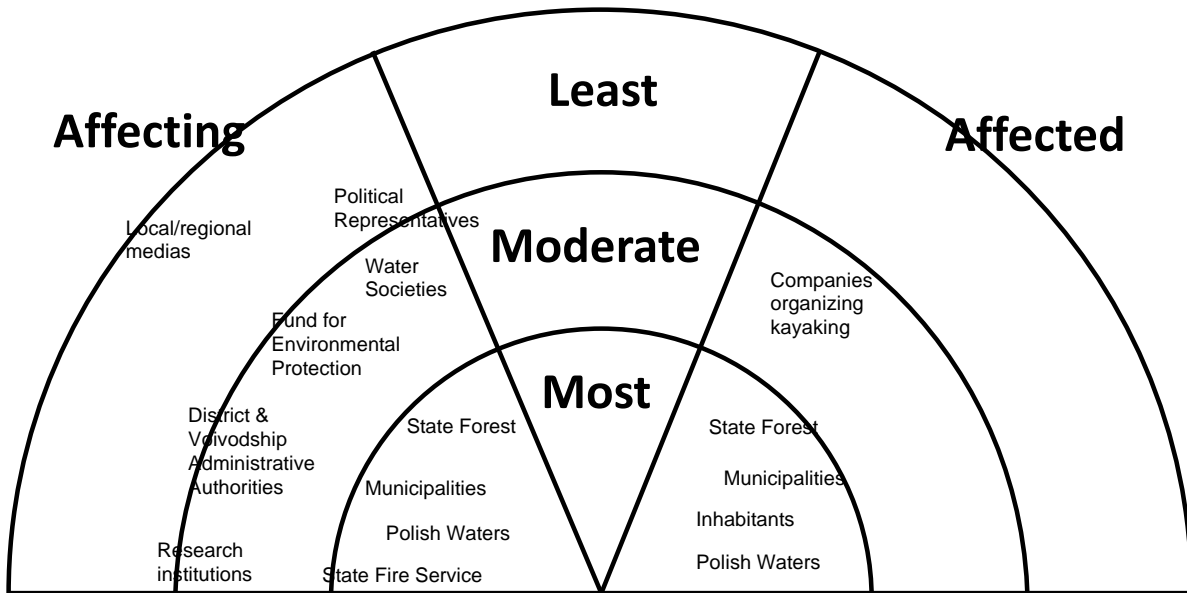 Least
Affecting
Affected
Political
Representatives
Local/regional
medias
Moderate
Water
Societies
Companies
organizing
kayaking
Fund for
Environmental
Protection
Most
District &
Voivodship
Administrative
Authorities
State Forest
State Forest
Municipalities
Municipalities
Polish Waters
Inhabitants
Research
institutions
State Fire Service
Polish Waters